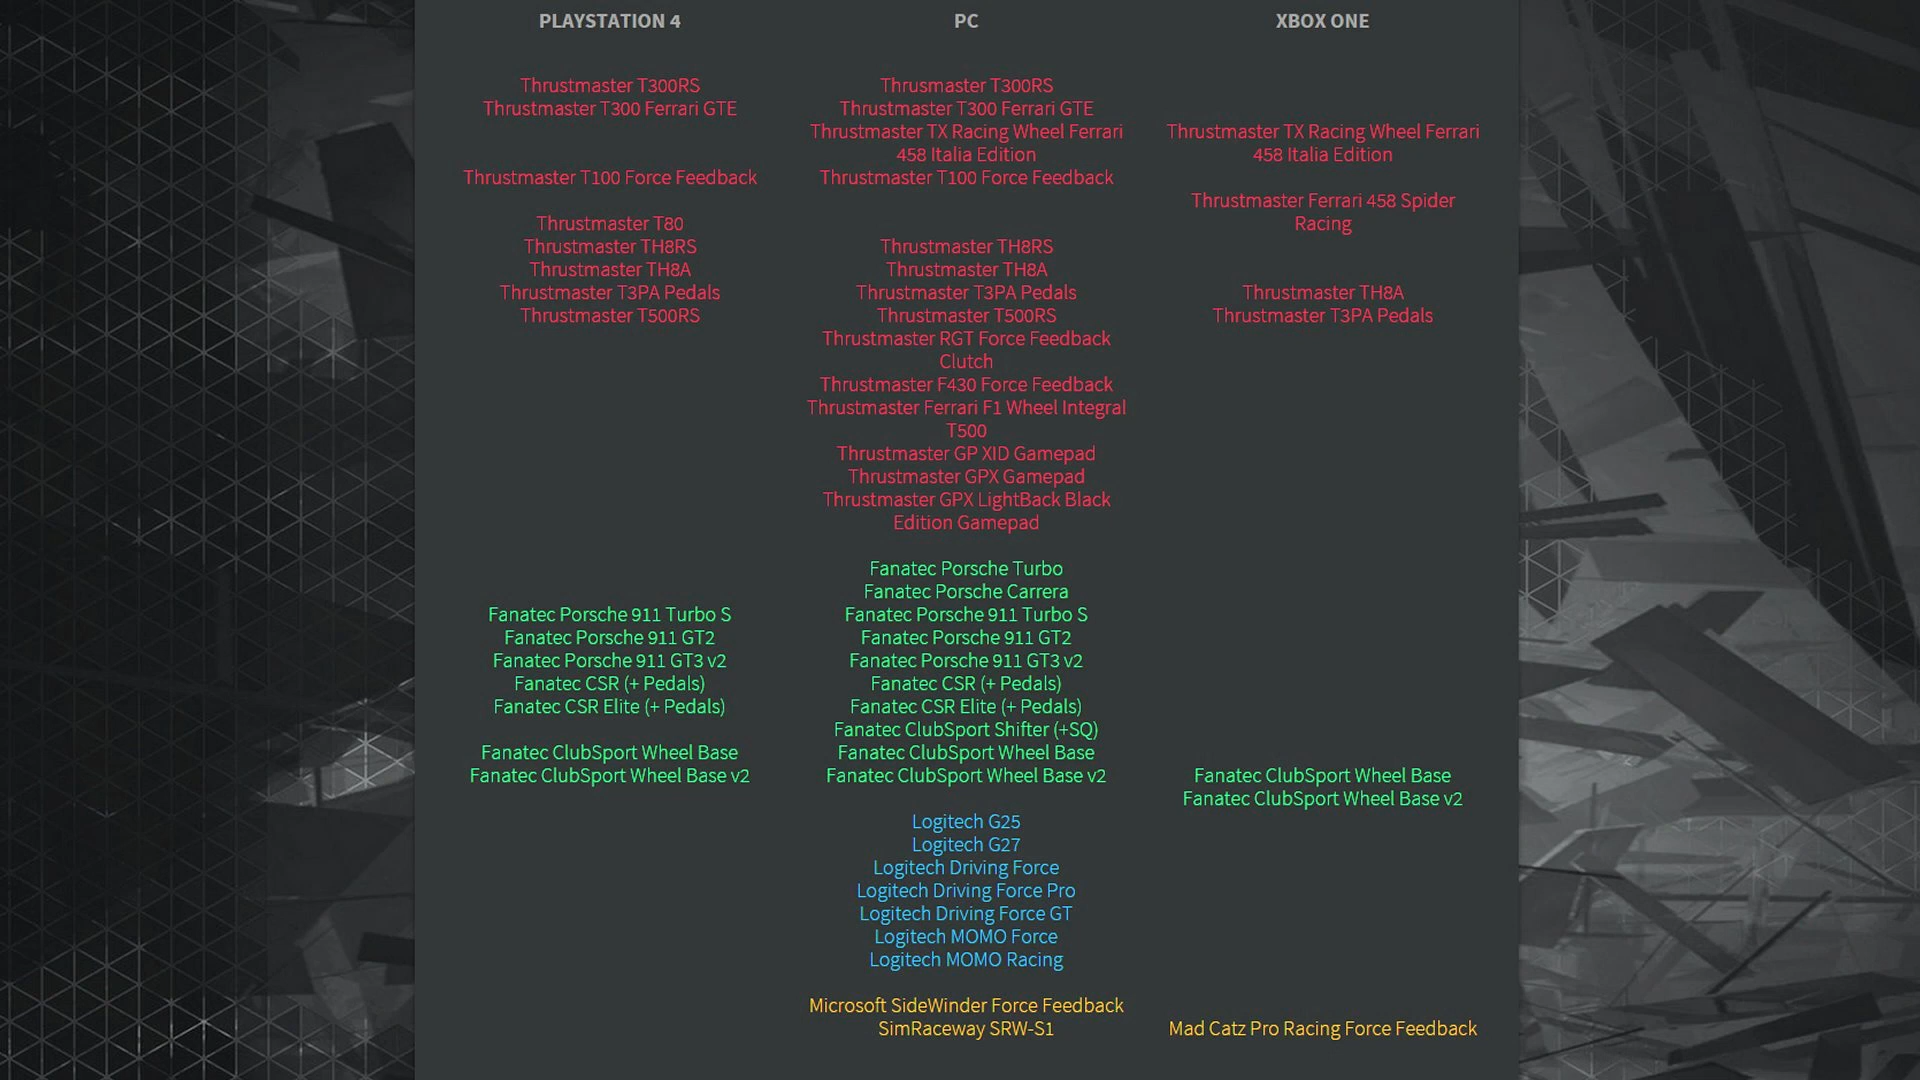 PLAYSTATION 4
Thrustmaster T300RS
Thrustmaster T300 Ferrari GTE
Thrustmaster T100 Force Feedback
Thrustmaster T80
Thrustmaster TH8RS
Thrustmaster TH8A
Thrustmaster T3PA Pedals
Thrustmaster T500RS
Fanatec Porsche 911 Turbo S
Fanatec Porsche 911 GT2
Fanatec Porsche 911 GT3 v2
Fanatec CSR (+ Pedals)
Fanatec CSR Elite (+ Pedals)
Fanatec ClubSport Wheel Base
Fanatec ClubSport Wheel Base v2
PC
Thrusmaster T300RS
Thrustmaster T300 Ferrari GTE
Thrustmaster TX Racing Wheel Ferrari
458 Italia Edition
Thrustmaster T100 Force Feedback
Thrustmaster TH8RS
Thrustmaster TH8A
Thrustmaster T3PA Pedals
Thrustmaster T500RS
Thrustmaster RGT Force Feedback
Clutch
Thrustmaster F430 Force Feedback
Thrustmaster Ferrari F1 Wheel Integral
T500
Thrustmaster GP XID Gamepad
Thrustmaster GPX Gamepad
Thrustmaster GPX LightBack Black
Edition Gamepad
Fanatec Porsche Turbo
Fanatec Porsche Carrera
Fanatec Porsche 911 Turbo S
Fanatec Porsche 911 GT2
Fanatec Porsche 911 GT3 v2
Fanatec CSR (+ Pedals)
Fanatec CSR Elite (+ Pedals)
Fanatec ClubSport Shifter (+SQ)
Fanatec ClubSport Wheel Base
Fanatec ClubSport Wheel Base v2
Logitech G25
Logitech G27
Logitech Driving Force
Logitech Driving Force Pro
Logitech Driving Force GT
Logitech MOMO Force
Logitech MOMO Racing
Microsoft SideWinder Force Feedback
SimRaceway SRW-S1
XBOX ONE
Thrustmaster TX Racing Wheel Ferrari
458 Italia Edition
Thrustmaster Ferrari 458 Spider
Racing
Thrustmaster TH8A
Thrustmaster T3PA Pedals
Fanatec ClubSport Wheel Base
Fanatec ClubSport Wheel Base v2
Mad Catz Pro Racing Force Feedback